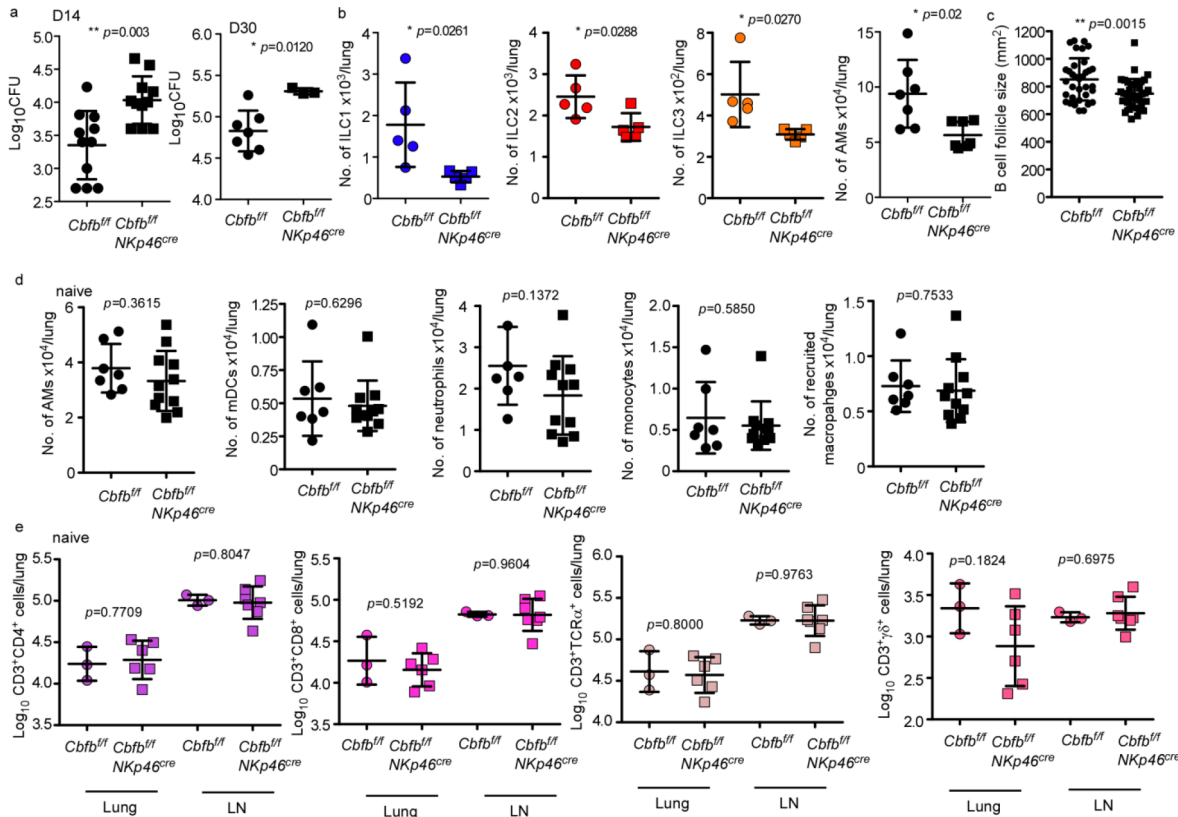 a
D14
** p=0.003
Log10CFU
5.0
4.5
4.0
3.5
3.0
2.5
Cbfbf/f
Cbfbf/f
NKp46cre
D30
* p=0.0120
Log10CFU
6.0
5.5
5.0
4.5
4.0
Cbfbf/f
Cbfbf/f
NKp46cre
b
* p=0.0261
No. of ILC1 x10³/lung
4
3
2
1
0
Cbfbf/f
Cbfbf/f
NKp46cre
* p=0.0288
No. of ILC2 x10³/lung
4
3
2
1
0
Cbfbf/f
Cbfbf/f
NKp46cre
* p=0.0270
No. of ILC3 x10²/lung
8
6
4
2
0
Cbfbf/f
Cbfbf/f
NKp46cre
* p=0.02
No. of AMs x10⁴/lung
15
10
5
0
Cbfbf/f
Cbfbf/f
NKp46cre
c
** p=0.0015
B cell follicle size (mm²)
1200
1000
800
600
400
200
0
Cbfbf/f
Cbfbf/f
NKp46cre
d
naive
p=0.3615
No. of AMs x10⁴/lung
6
4
2
0
Cbfbf/f
Cbfbf/f
NKp46cre
p=0.6296
No. of mDCs x10⁴/lung
1.25
1.00
0.75
0.50
0.25
0
Cbfbf/f
Cbfbf/f
NKp46cre
p=0.1372
No. of neutrophils x10⁴/lung
4
3
2
1
0
Cbfbf/f
Cbfbf/f
NKp46cre
p=0.5850
No. of monocytes x10⁴/lung
2.0
1.5
1.0
0.5
0
Cbfbf/f
Cbfbf/f
NKp46cre
p=0.7533
No. of recruited
macropahges x10⁴/lung
1.5
1.0
0.5
0
Cbfbf/f
Cbfbf/f
NKp46cre
e
naive
p=0.8047
p=0.7709
Log10 CD3+CD4+ cells/lung
5.5
5.0
4.5
4.0
3.5
Cbfbf/f
Cbfbf/f
NKp46cre
Cbfbf/f
Cbfbf/f
NKp46cre
Lung
LN
p=0.9604
p=0.5192
Log10 CD3+CD8+ cells/lung
5.5
5.0
4.5
4.0
3.5
Cbfbf/f
Cbfbf/f
NKp46cre
Cbfbf/f
Cbfbf/f
NKp46cre
Lung
LN
p=0.9763
p=0.8000
Log10 CD3+TCRα+ cells/lung
6.0
5.5
5.0
4.5
4.0
Cbfbf/f
Cbfbf/f
NKp46cre
Cbfbf/f
Cbfbf/f
NKp46cre
Lung
LN
p=0.1824
p=0.6975
Log10 CD3+γδ+ cells/lung
4.0
3.5
3.0
2.5
2.0
Cbfbf/f
Cbfbf/f
NKp46cre
Cbfbf/f
Cbfbf/f
NKp46cre
Lung
LN